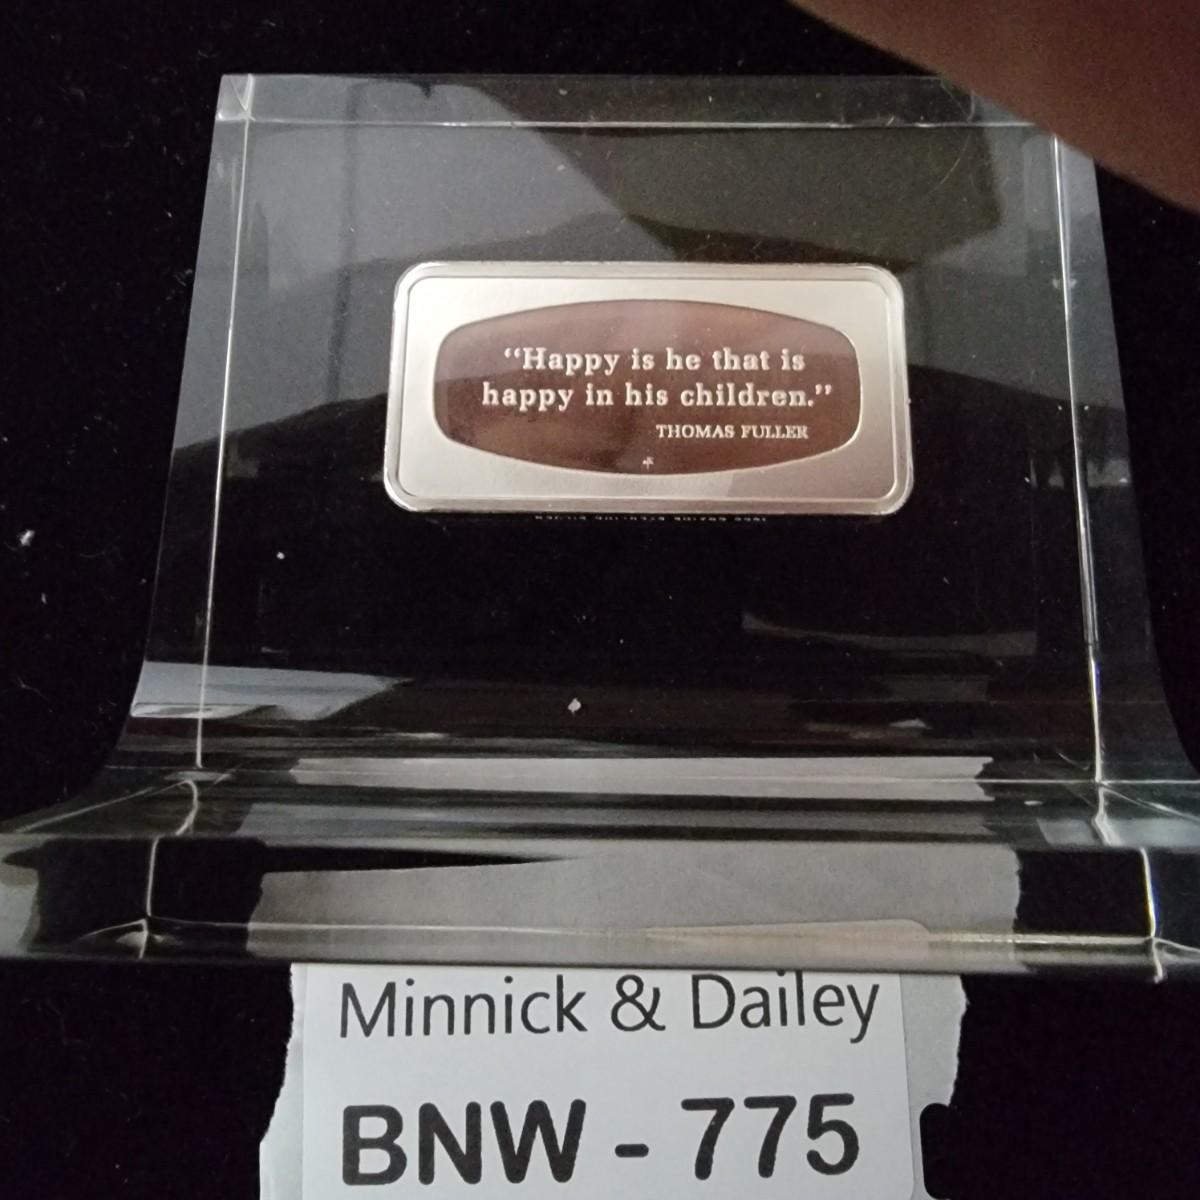 “Happy is he that is
happy in his children.”
THOMAS FULLER
Minnick & Dailey
BNW - 775